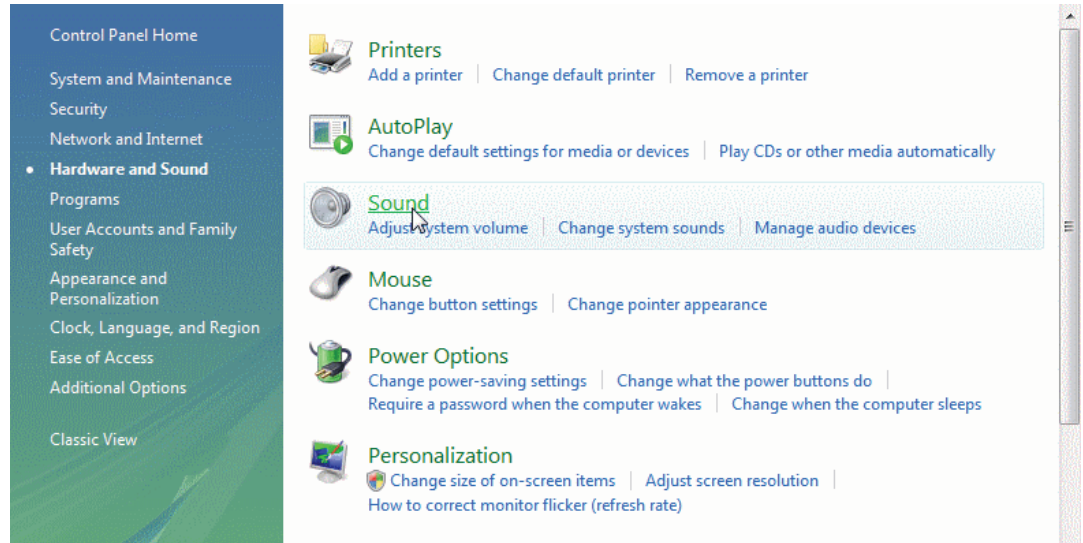 Control Panel Home
System and Maintenance
Security
Network and Internet
Hardware and Sound
Programs
User Accounts and Family
Safety
Appearance and
Personalization
Clock, Language, and Region
Ease of Access
Additional Options
Classic View
Printers
Add a printer | Change default printer | Remove a printer
AutoPlay
Change default settings for media or devices | Play CDs or other media automatically
Sound
Adjust system volume | Change system sounds | Manage audio devices
Mouse
Change button settings | Change pointer appearance
Power Options
Change power-saving settings | Change what the power buttons do |
Require a password when the computer wakes | Change when the computer sleeps
Personalization
Change size of on-screen items | Adjust screen resolution |
How to correct monitor flicker (refresh rate)